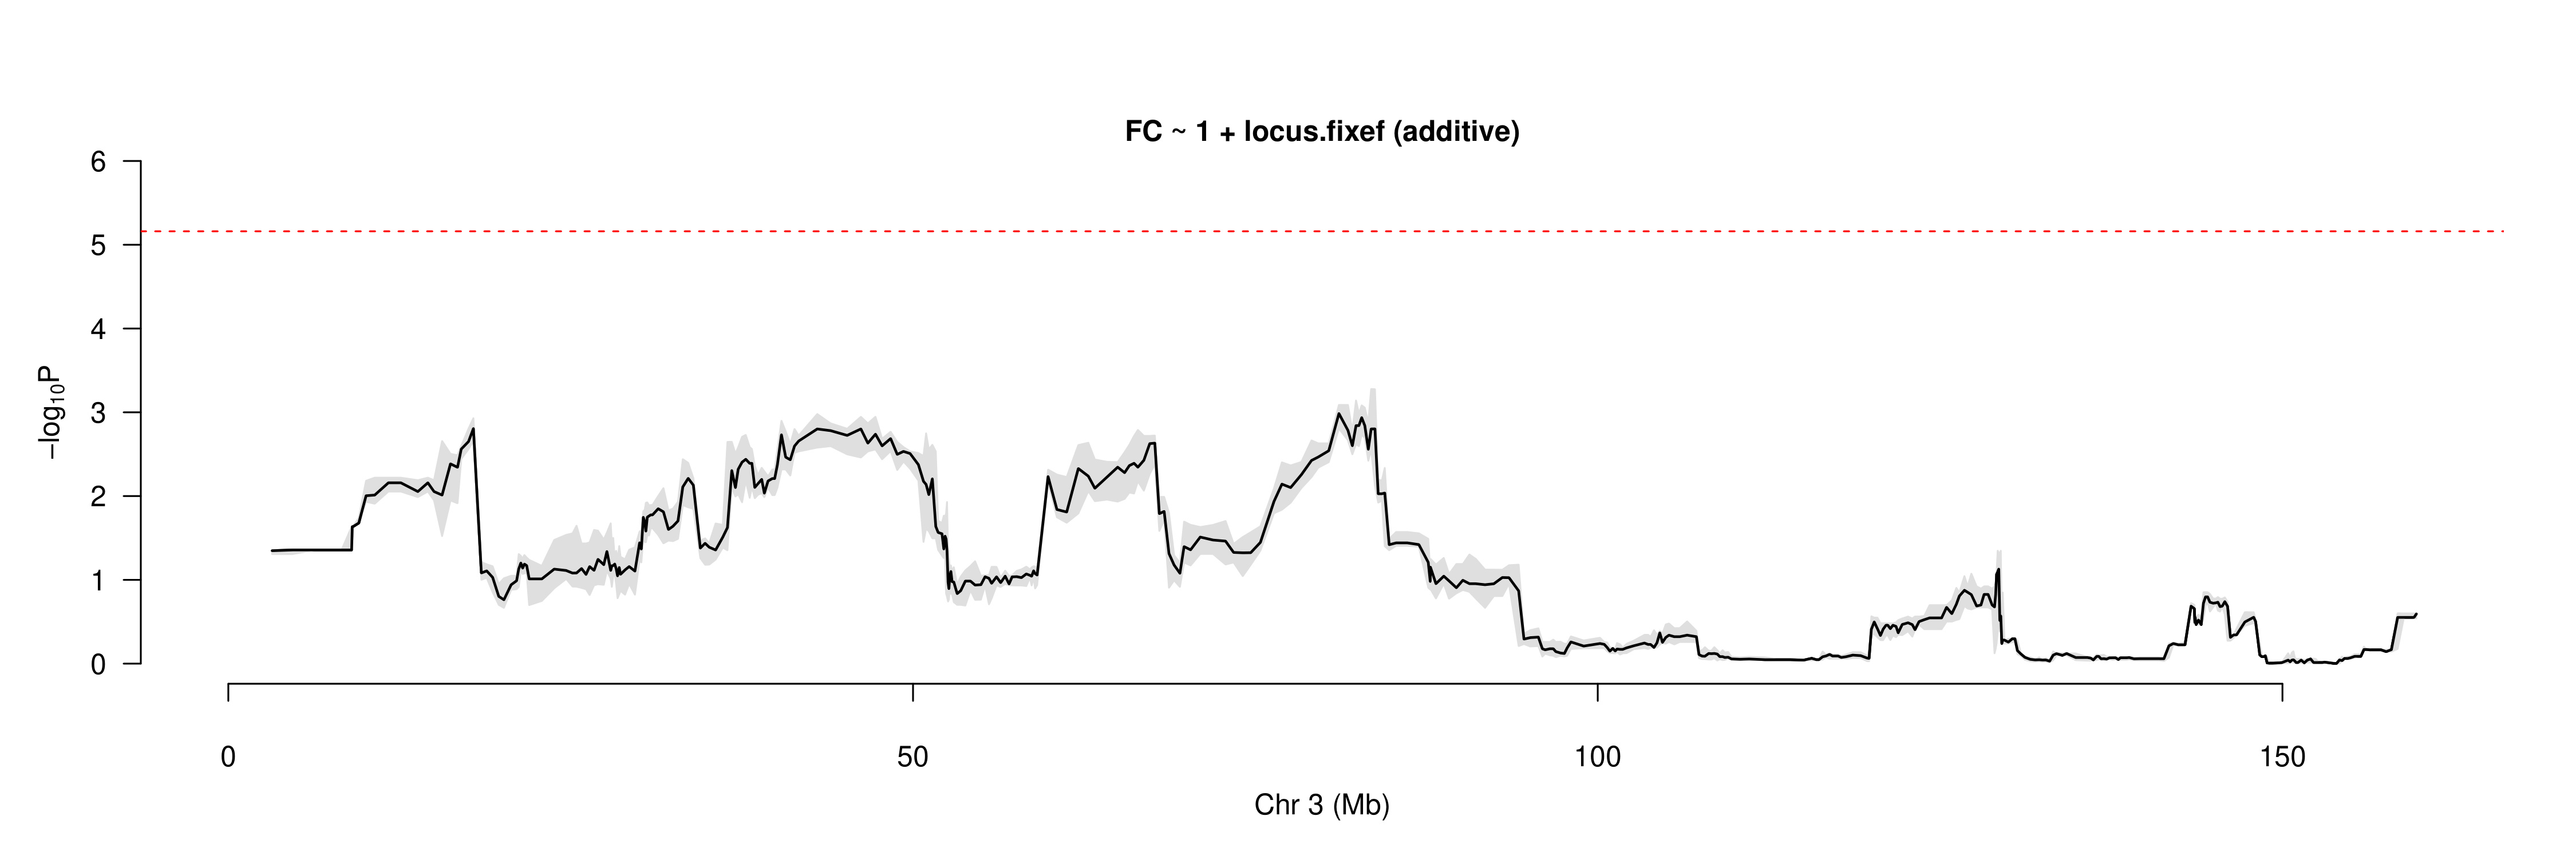 FC ~ 1 + locus.fixef (additive)
6
5
4
3
2
1
0
−log₁₀P
0 50 100 150
Chr 3 (Mb)